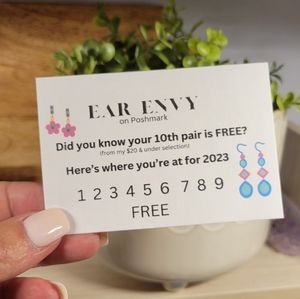 EAR ENVY
on Poshmark
Did you know your 10th pair is FREE?
(from my $20 & under selection)
Here's where you're at for 2023
1 2 3 4 5 6 7 8 9
FREE